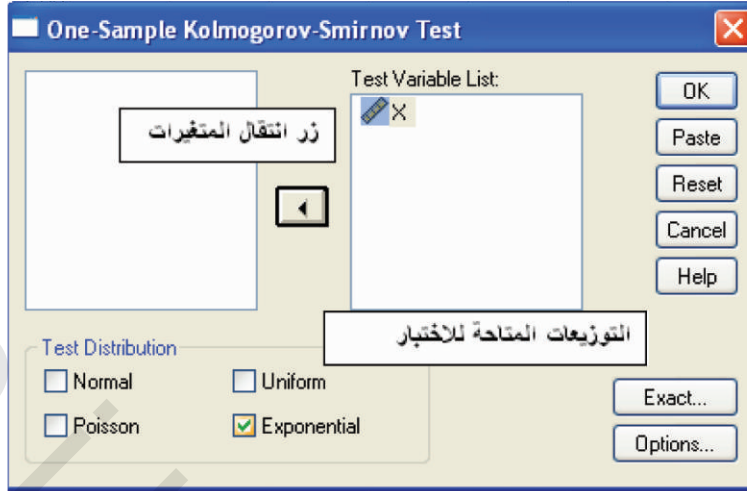 One-Sample Kolmogorov-Smirnov Test
Test Variable List:
X
زر انتقال المتغيرات
OK
Paste
Reset
Cancel
Help
التوزيعات المتاحة للاختبار
Test Distribution
Normal
Uniform
Poisson
Exponential
Exact...
Options...